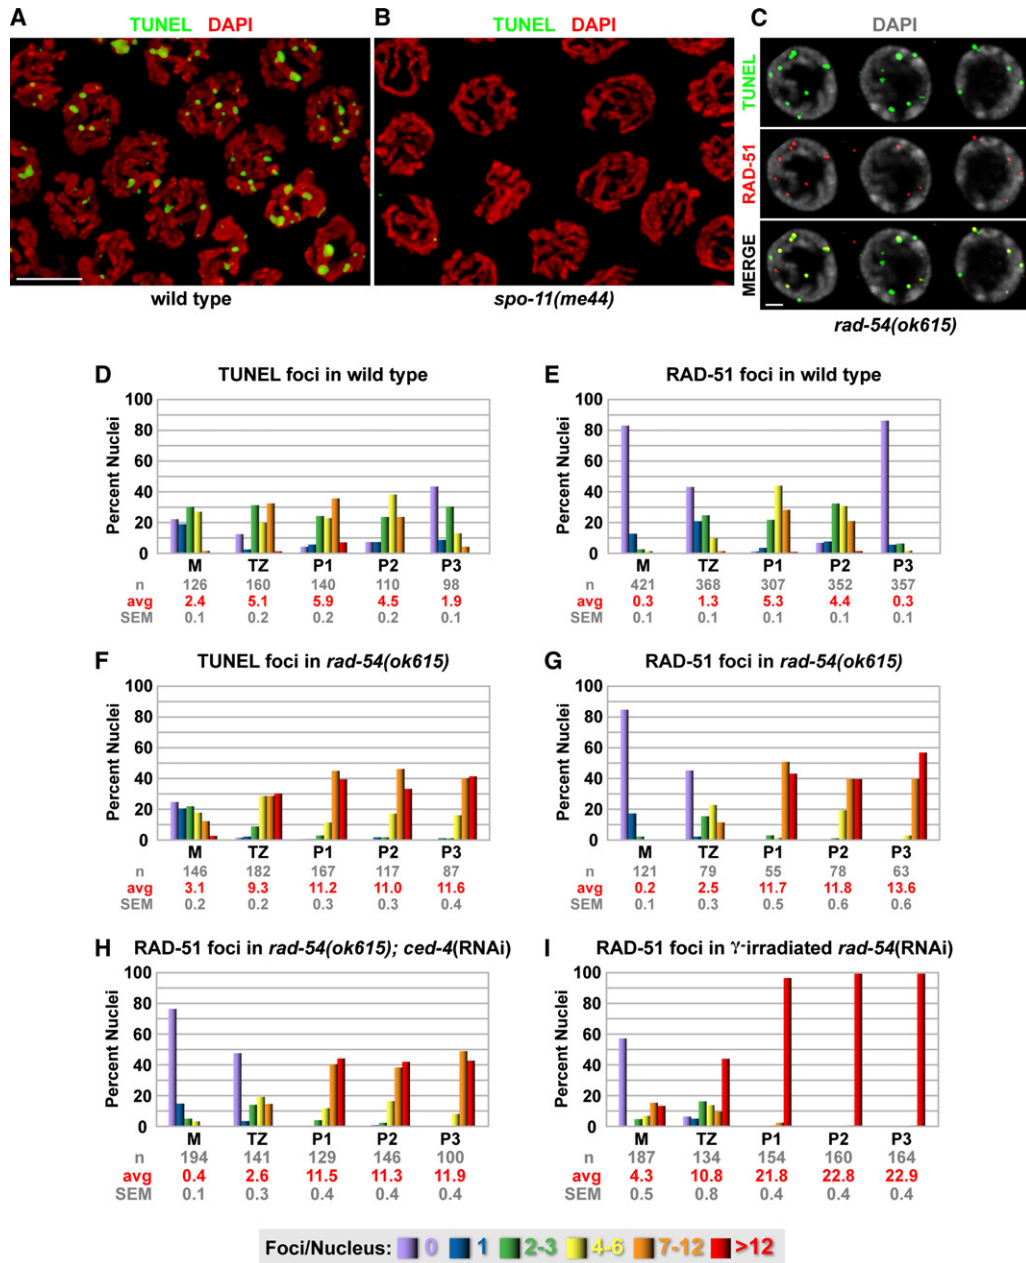 A
TUNEL DAPI
wild type
B
TUNEL DAPI
spo-11(me44)
C
DAPI
TUNEL
RAD-51
MERGE
rad-54(ok615)
D
TUNEL foci in wild type
Percent Nuclei
100
80
60
40
20
0
M TZ P1 P2 P3
n 126 160 140 110 98
avg 2.4 5.1 5.9 4.5 1.9
SEM 0.1 0.2 0.2 0.2 0.1
E
RAD-51 foci in wild type
Percent Nuclei
100
80
60
40
20
0
M TZ P1 P2 P3
n 421 368 307 352 357
avg 0.3 1.3 5.3 4.4 0.3
SEM 0.1 0.1 0.1 0.1 0.1
F
TUNEL foci in rad-54(ok615)
Percent Nuclei
100
80
60
40
20
0
M TZ P1 P2 P3
n 146 182 167 117 87
avg 3.1 9.3 11.2 11.0 11.6
SEM 0.2 0.2 0.3 0.3 0.4
G
RAD-51 foci in rad-54(ok615)
Percent Nuclei
100
80
60
40
20
0
M TZ P1 P2 P3
n 121 79 55 78 63
avg 0.2 2.5 11.7 11.8 13.6
SEM 0.1 0.3 0.5 0.6 0.6
H
RAD-51 foci in rad-54(ok615); ced-4(RNAi)
Percent Nuclei
100
80
60
40
20
0
M TZ P1 P2 P3
n 194 141 129 146 100
avg 0.4 2.6 11.5 11.3 11.9
SEM 0.1 0.3 0.4 0.4 0.4
I
RAD-51 foci in γ-irradiated rad-54(RNAi)
Percent Nuclei
100
80
60
40
20
0
M TZ P1 P2 P3
n 187 134 154 160 164
avg 4.3 10.8 21.8 22.8 22.9
SEM 0.5 0.8 0.4 0.4 0.4
Foci/Nucleus: 0 1 2-3 4-6 7-12 >12